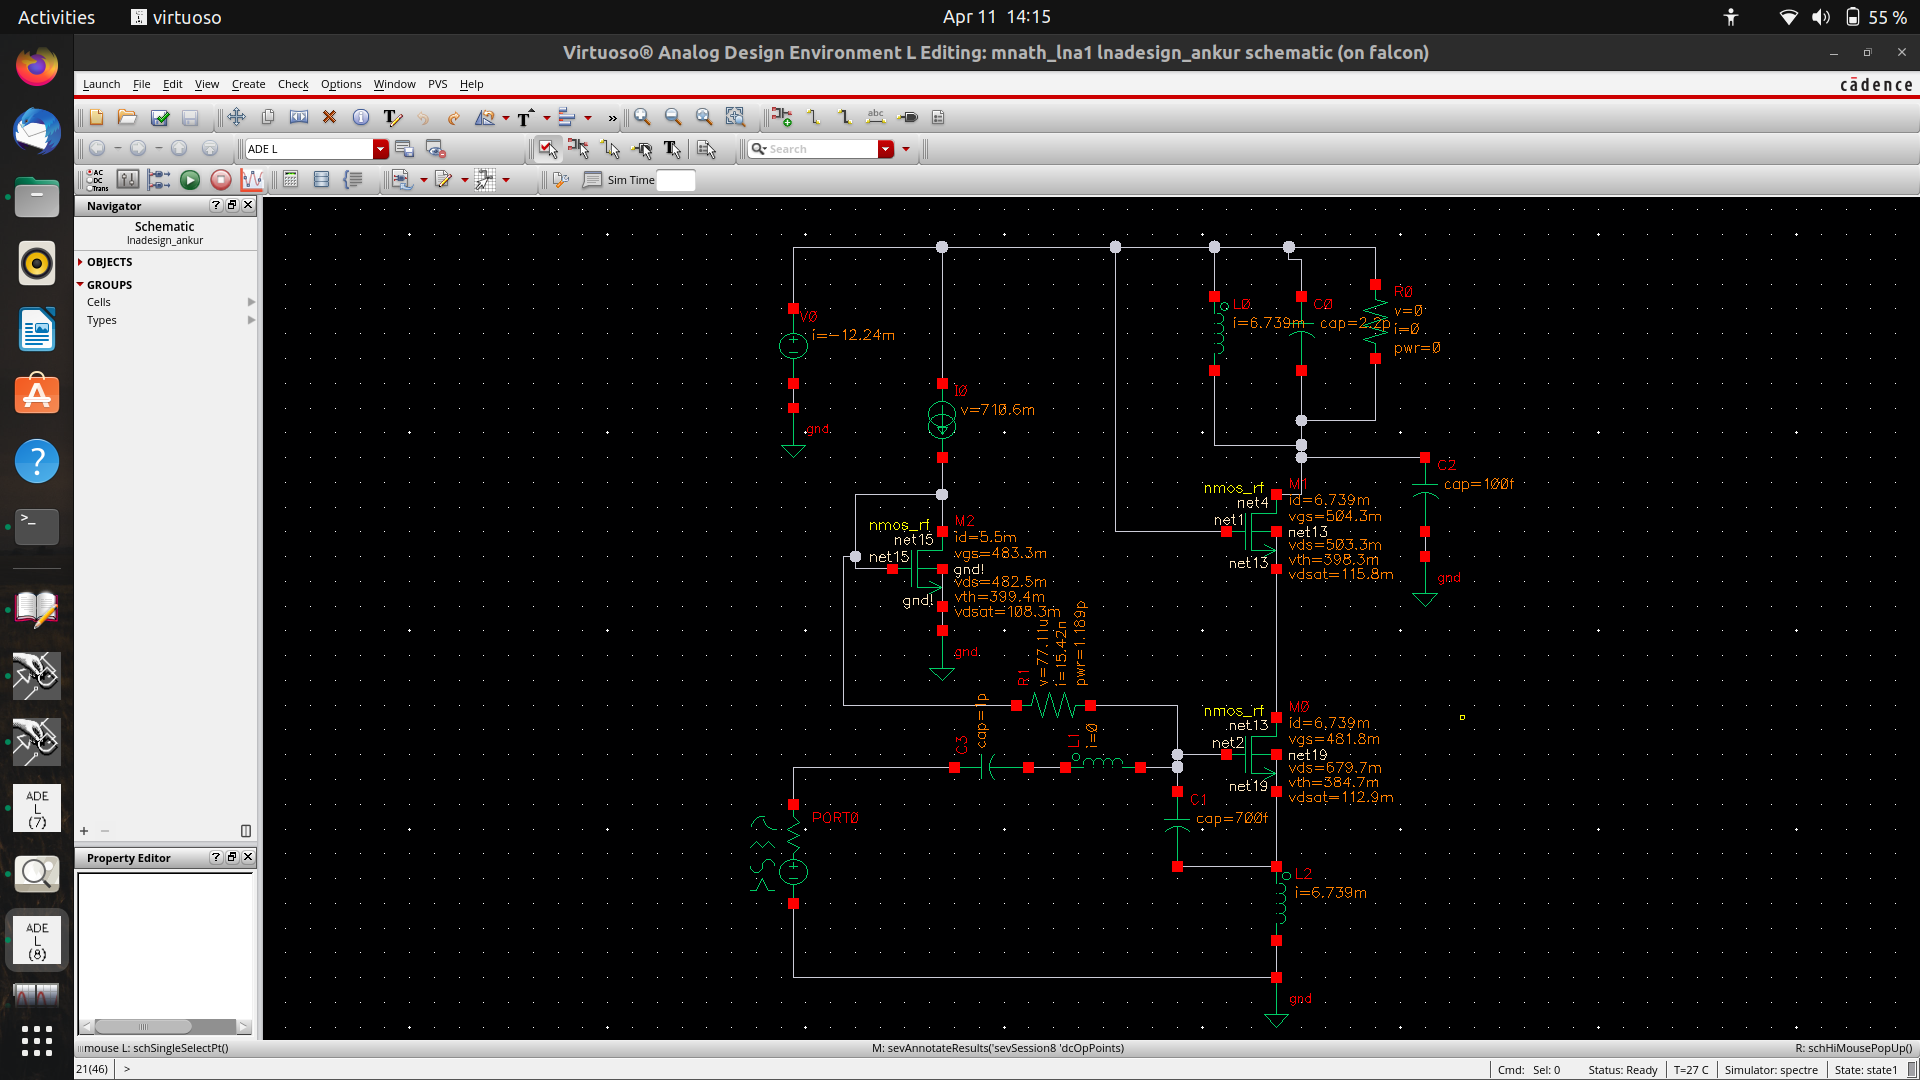 Activities
virtuoso
Apr 11 14:15
55 %
Virtuoso® Analog Design Environment L Editing: mnath_lna1 lnadesign_ankur schematic (on falcon)
Launch File Edit View Create Check Options Window PVS Help
cādence
ADE L
Search
AC
DC
Trans
Sim Time
Navigator
Schematic
lnadesign_ankur
OBJECTS
GROUPS
Cells
Types
Property Editor
V0
i=-12.24m
gnd
I0
v=710.6m
L0
i=6.739m
C0
cap=2.2p
R0
v=0
i=0
pwr=0
C2
cap=100f
gnd
nmos_rf
M1
net4
id=6.739m
vgs=504.3m
net1
net13
vds=503.3m
vth=398.3m
net13
vdsat=115.8m
nmos_rf
M2
net15
id=5.5m
vgs=483.3m
net15
gnd!
vds=482.5m
vth=399.4m
gnd!
vdsat=108.3m
gnd
R1
v=77.11u
i=15.42n
pwr=1.189p
C3
cap=1p
L1
i=0
nmos_rf
M0
net13
id=6.739m
vgs=481.8m
net2
net19
vds=679.7m
vth=384.7m
net19
vdsat=112.9m
C1
cap=700f
PORT0
L2
i=6.739m
gnd
ADE
L
(7)
ADE
L
(8)
mouse L: schSingleSelectPt()
M: sevAnnotateResults('sevSession8 'dcOpPoints)
R: schHiMousePopUp()
21(46)
>
Cmd: Sel: 0
Status: Ready
T=27 C
Simulator: spectre
State: state1